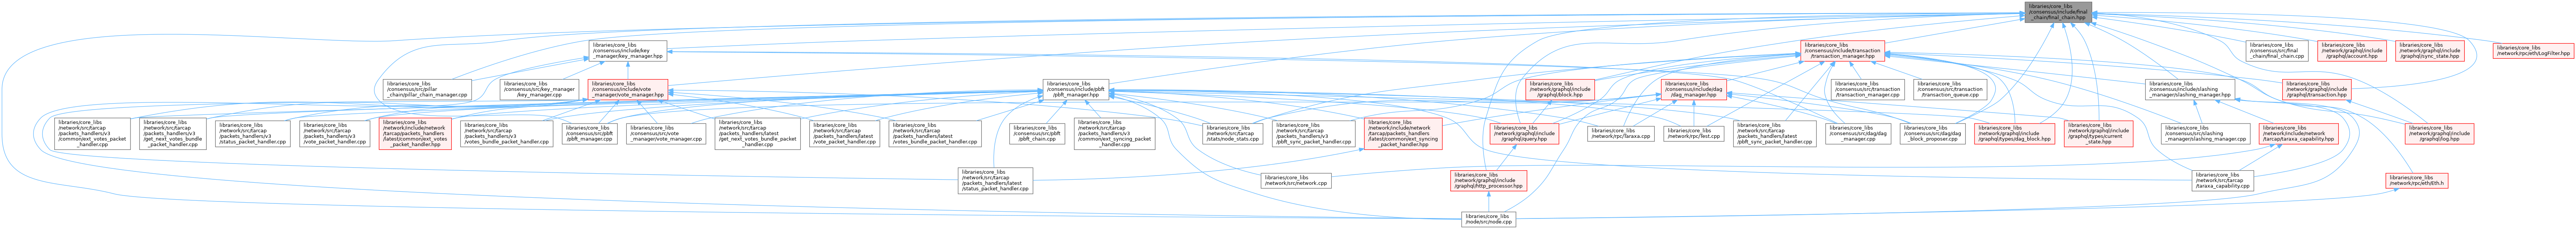 libraries/core_libs
/consensus/include/final
_chain/final_chain.hpp
libraries/core_libs
/consensus/include/key
_manager/key_manager.hpp
libraries/core_libs
/consensus/include/transaction
_manager/transaction_manager.hpp
libraries/core_libs
/consensus/src/final
_chain/final_chain.cpp
libraries/core_libs
/network/graphql/include
/graphql/account.hpp
libraries/core_libs
/network/graphql/include
/graphql/sync_state.hpp
libraries/core_libs
/network/rpc/eth/LogFilter.hpp
libraries/core_libs
/consensus/src/pillar
_chain/pillar_chain_manager.cpp
libraries/core_libs
/consensus/src/key_manager
/key_manager.cpp
libraries/core_libs
/consensus/include/vote
_manager/vote_manager.hpp
libraries/core_libs
/consensus/include/pbft
/pbft_manager.hpp
libraries/core_libs
/network/graphql/include
/graphql/block.hpp
libraries/core_libs
/consensus/include/dag
/dag_manager.hpp
libraries/core_libs
/consensus/src/transaction
_manager/transaction
_manager.cpp
libraries/core_libs
/consensus/src/transaction
/transaction_queue.cpp
libraries/core_libs
/consensus/include/slashing
_manager/slashing_manager.hpp
libraries/core_libs
/network/graphql/include
/graphql/transaction.hpp
libraries/core_libs
/network/src/tarcap
/packets_handlers/v3
/common/ext_votes_packet
_handler.cpp
libraries/core_libs
/network/src/tarcap
/packets_handlers/v3
/get_next_votes_bundle
_packet_handler.cpp
libraries/core_libs
/network/src/tarcap
/packets_handlers/v3
/status_packet_handler.cpp
libraries/core_libs
/network/src/tarcap
/packets_handlers/v3
/vote_packet_handler.cpp
libraries/core_libs
/network/include/network
/tarcap/packets_handlers
/latest/common/ext_votes
_packet_handler.hpp
libraries/core_libs
/network/src/tarcap
/packets_handlers/v3
/votes_bundle_packet_handler.cpp
libraries/core_libs
/consensus/src/pbft
/pbft_manager.cpp
libraries/core_libs
/consensus/src/vote
_manager/vote_manager.cpp
libraries/core_libs
/network/src/tarcap
/packets_handlers/latest
/get_next_votes_bundle_packet
_handler.cpp
libraries/core_libs
/network/src/tarcap
/packets_handlers/latest
/vote_packet_handler.cpp
libraries/core_libs
/network/src/tarcap
/packets_handlers/latest
/votes_bundle_packet_handler.cpp
libraries/core_libs
/consensus/src/pbft
/pbft_chain.cpp
libraries/core_libs
/network/src/tarcap
/packets_handlers/v3
/common/ext_syncing_packet
_handler.cpp
libraries/core_libs
/network/src/tarcap
/stats/node_stats.cpp
libraries/core_libs
/network/src/tarcap
/packets_handlers/v3
/pbft_sync_packet_handler.cpp
libraries/core_libs
/network/include/network
/tarcap/packets_handlers
/latest/common/ext_syncing
_packet_handler.hpp
libraries/core_libs
/network/graphql/include
/graphql/query.hpp
libraries/core_libs
/network/rpc/Taraxa.cpp
libraries/core_libs
/network/rpc/Test.cpp
libraries/core_libs
/network/src/tarcap
/packets_handlers/latest
/pbft_sync_packet_handler.cpp
libraries/core_libs
/consensus/src/dag/dag
_manager.cpp
libraries/core_libs
/consensus/src/dag/dag
_block_proposer.cpp
libraries/core_libs
/network/graphql/include
/graphql/types/dag_block.hpp
libraries/core_libs
/network/graphql/include
/graphql/types/current
_state.hpp
libraries/core_libs
/consensus/src/slashing
_manager/slashing_manager.cpp
libraries/core_libs
/network/include/network
/tarcap/taraxa_capability.hpp
libraries/core_libs
/network/graphql/include
/graphql/log.hpp
libraries/core_libs
/network/src/tarcap
/packets_handlers/latest
/status_packet_handler.cpp
libraries/core_libs
/network/src/network.cpp
libraries/core_libs
/network/graphql/include
/graphql/http_processor.hpp
libraries/core_libs
/network/src/tarcap
/taraxa_capability.cpp
libraries/core_libs
/network/rpc/eth/Eth.h
libraries/core_libs
/node/src/node.cpp